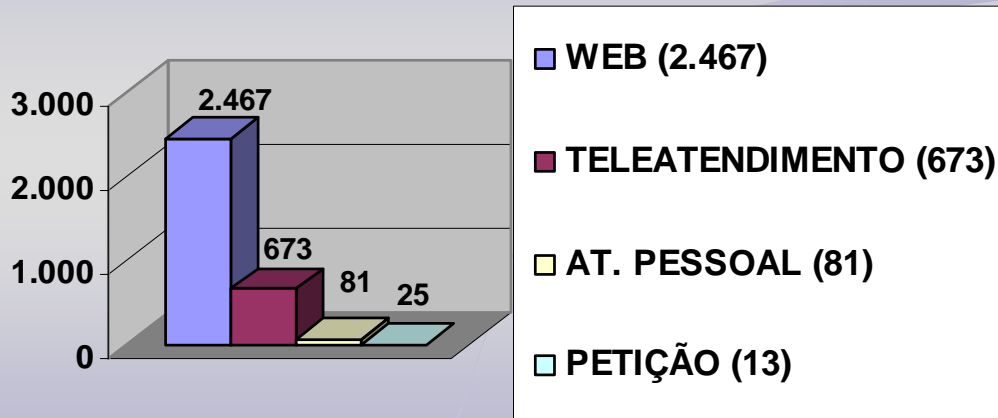 3.000
2.000
1.000
0
2.467
673
81
25
WEB (2.467)
TELEATENDIMENTO (673)
AT. PESSOAL (81)
PETIÇÃO (13)